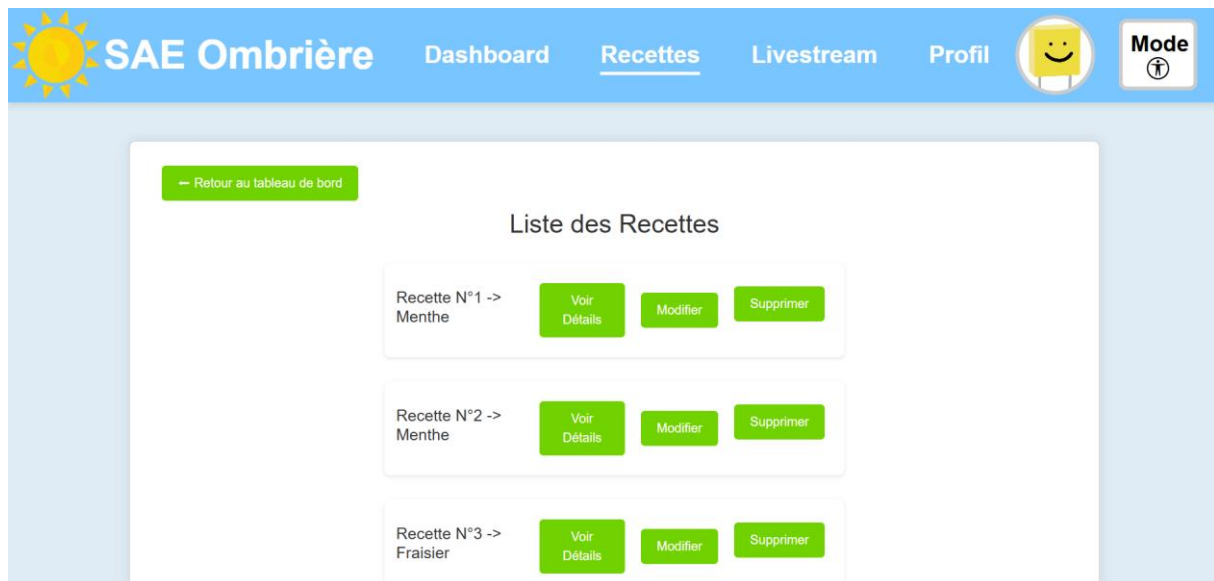 SAE Ombrière
Dashboard
Recettes
Livestream
Profil
Mode
← Retour au tableau de bord
Liste des Recettes
Recette N°1 ->
Menthe
Voir
Détails
Modifier
Supprimer
Recette N°2 ->
Menthe
Voir
Détails
Modifier
Supprimer
Recette N°3 ->
Fraisier
Voir
Détails
Modifier
Supprimer